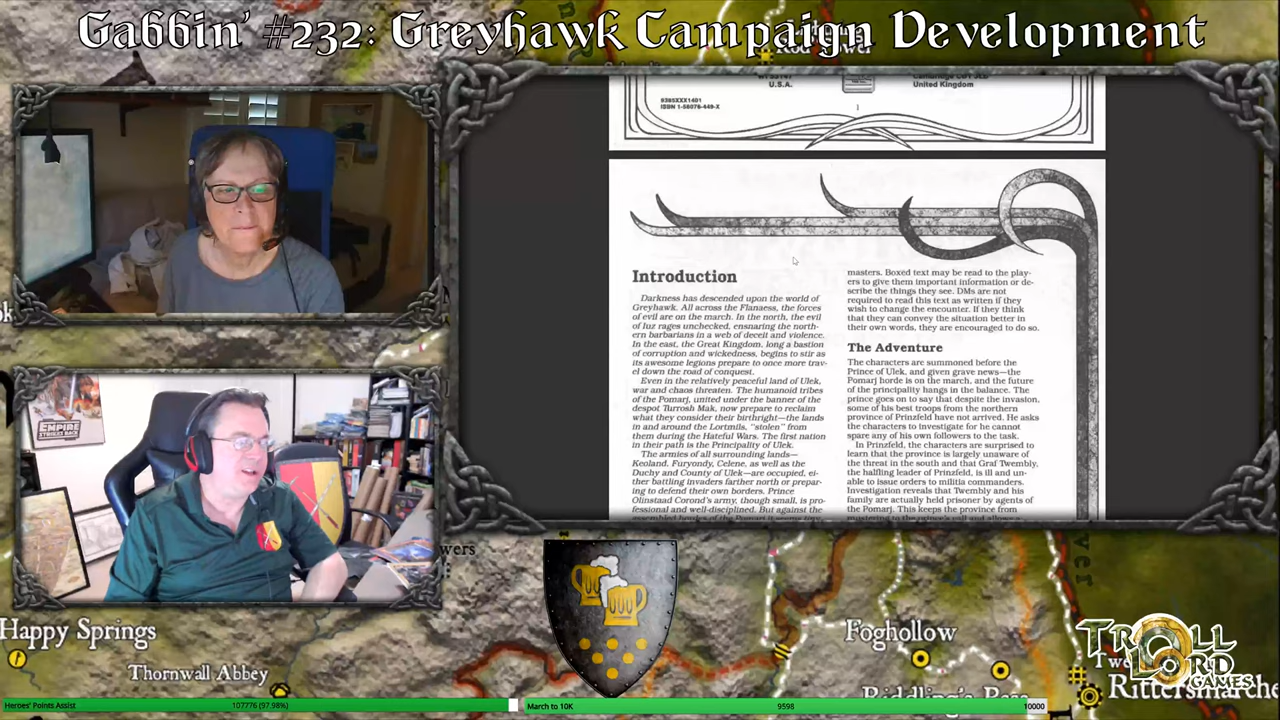 Gabbin' #232: Greyhawk Campaign Development
EMPIRE
STRIKES BACK
U.S.A.
United Kingdom
9385XXX1401
ISBN 1-56076-449-X
1
Introduction
Darkness has descended upon the world of
Greyhawk. All across the Flanaess, the forces
of evil are on the march. In the north, the evil
of Iuz rages unchecked, ensnaring the north-
ern barbarians in a web of deceit and violence.
In the east, the Great Kingdom, long a bastion
of corruption and wickedness, begins to stir as
its awesome legions prepare to once more trav-
el down the road of conquest.
Even in the relatively peaceful land of Ulek,
war and chaos threaten. The humanoid tribes
of the Pomarj, united under the banner of the
despot Turrosh Mak, now prepare to reclaim
what they consider their birthright—the lands
in and around the Lortmils, "stolen" from
them during the Hateful Wars. The first nation
in their path is the Principality of Ulek.
The armies of all surrounding lands—
Keoland, Furyondy, Celene, as well as the
Duchy and County of Ulek—are occupied, ei-
ther battling invaders farther north or prepar-
ing to defend their own borders. Prince
Olinstaad Corond's army, though small, is pro-
fessional and well-disciplined. But against the
masters. Boxed text may be read to the play-
ers to give them important information or de-
scribe the things they see. DMs are not
required to read this text as written if they
wish to change the encounter. If they think
that they can convey the situation better in
their own words, they are encouraged to do so.
The Adventure
The characters are summoned before the
Prince of Ulek, and given grave news—the
Pomarj horde is on the march, and the future
of the principality hangs in the balance. The
prince goes on to say that despite the invasion,
some of his best troops from the northern
province of Prinzfeld have not arrived. He asks
the characters to investigate for he cannot
spare any of his own followers to the task.
In Prinzfeld, the characters are surprised to
learn that the province is largely unaware of
the threat in the south and that Graf Twembly,
the halfling leader of Prinzfeld, is ill and un-
able to issue orders to militia commanders.
Investigation reveals that Twembly and his
family are actually held prisoner by agents of
the Pomarj. This keeps the province from
Happy Springs
Thornwall Abbey
Foghollow
TROLL
LORD
GAMES
Heroes' Points Assist
107776 (97.98%)
March to 10K
9598
10000